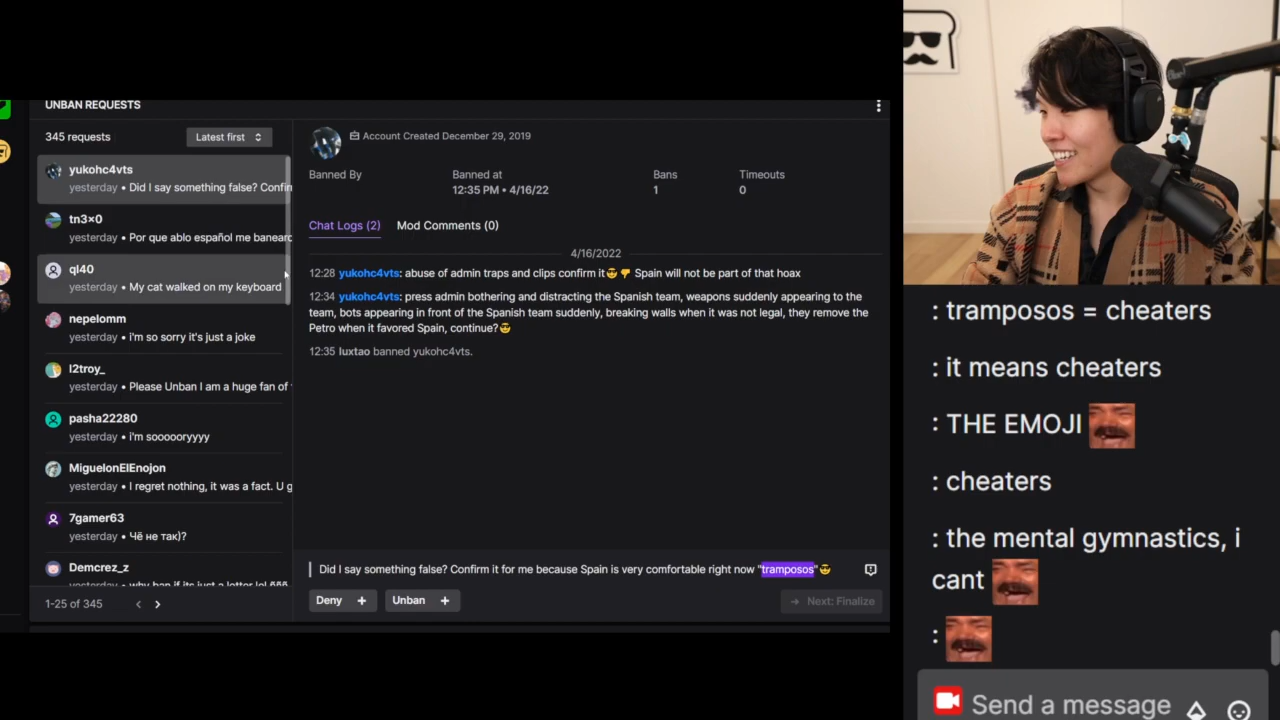 UNBAN REQUESTS
345 requests
Latest first
yukohc4vts
yesterday • Did I say something false? Confir
tn3x0
yesterday • Por que ablo español me banearc
ql40
yesterday • My cat walked on my keyboard
nepelomm
yesterday • i'm so sorry it's just a joke
l2troy_
yesterday • Please Unban I am a huge fan of
pasha22280
yesterday • i'm soooooryyyy
MiguelonElEnojon
yesterday • I regret nothing, it was a fact. U g
7gamer63
yesterday • Чё не так)?
Demcrez_z
yesterday • why ban if its just a letter lol
1-25 of 345
Account Created December 29, 2019
Banned By
Banned at
Bans
Timeouts
12:35 PM • 4/16/22
1
0
Chat Logs (2)
Mod Comments (0)
4/16/2022
12:28 yukohc4vts: abuse of admin traps and clips confirm it😎 👎 Spain will not be part of that hoax
12:34 yukohc4vts: press admin bothering and distracting the Spanish team, weapons suddenly appearing to the
team, bots appearing in front of the Spanish team suddenly, breaking walls when it was not legal, they remove the
Petro when it favored Spain, continue?😎
12:35 luxtao banned yukohc4vts.
Did I say something false? Confirm it for me because Spain is very comfortable right now "tramposos"😎
Deny +
Unban +
→ Next: Finalize
: tramposos = cheaters
: it means cheaters
: THE EMOJI
: cheaters
: the mental gymnastics, i
cant
:
Send a message